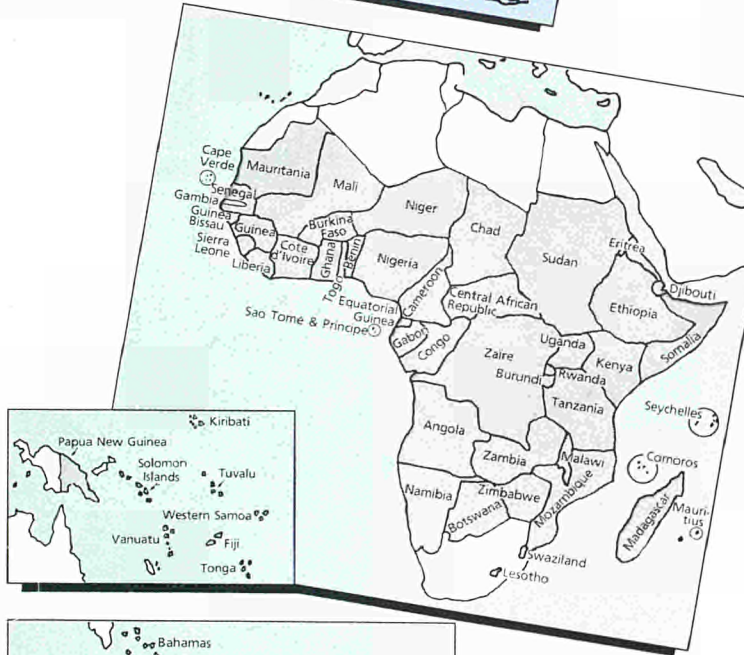 Cape
Verde
Mauritania
Mali
Niger
Chad
Sudan
Eritrea
Djibouti
Senegal
Gambia
Guinea
Bissau
Guinea
Sierra
Leone
Liberia
Cote
d'Ivoire
Burkina
Faso
Ghana
Togo
Benin
Nigeria
Cameroon
Central African
Republic
Ethiopia
Somalia
Equatorial
Guinea
Sao Tomé & Principe
Gabon
Congo
Zaire
Uganda
Kenya
Rwanda
Burundi
Tanzania
Seychelles
Comoros
Angola
Zambia
Malawi
Mozambique
Namibia
Botswana
Zimbabwe
Madagascar
Mauri-
tius
Swaziland
Lesotho
Kiribati
Papua New Guinea
Solomon
Islands
Tuvalu
Western Samoa
Vanuatu
Fiji
Tonga
Bahamas